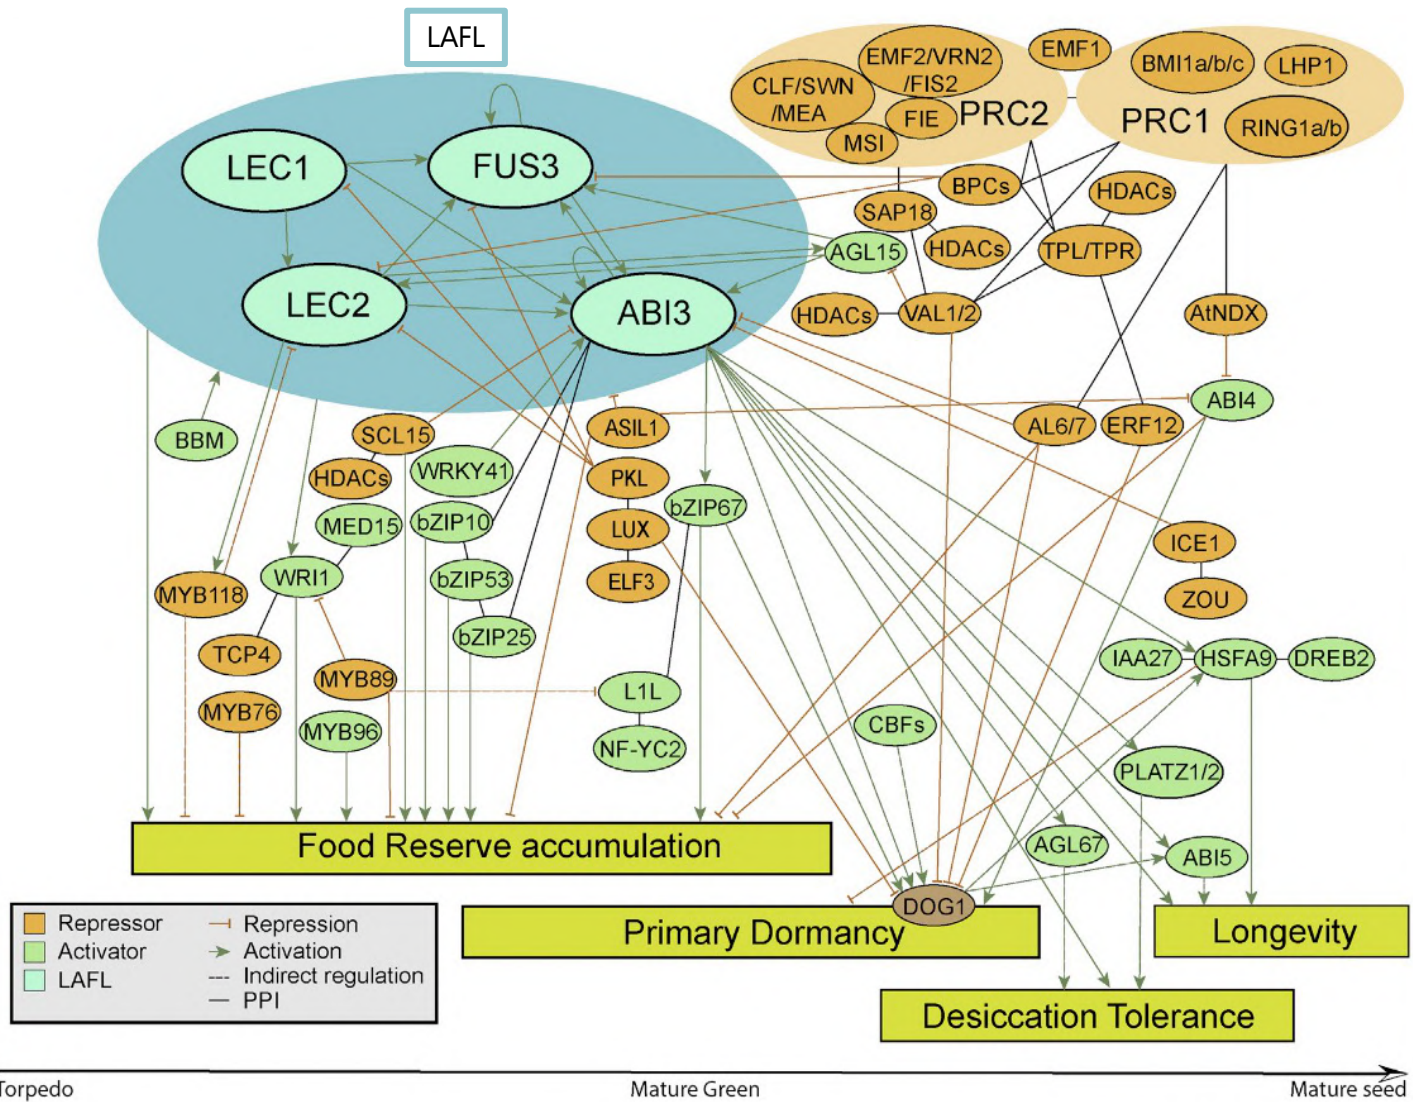 LAFL
EMF2/VRN2
/FIS2
EMF1
BMI1a/b/c
LHP1
CLF/SWN
/MEA
FIE
PRC2
PRC1
RING1a/b
MSI
LEC1
FUS3
BPCs
HDACs
SAP18
HDACs
TPL/TPR
AGL15
LEC2
ABI3
HDACs
VAL1/2
AtNDX
ABI4
BBM
SCL15
ASIL1
AL6/7
ERF12
HDACs
WRKY41
PKL
bZIP67
MED15
bZIP10
LUX
ICE1
WRI1
bZIP53
ELF3
MYB118
ZOU
bZIP25
TCP4
IAA27
HSFA9
DREB2
MYB89
L1L
MYB76
MYB96
CBFs
NF-YC2
PLATZ1/2
Food Reserve accumulation
AGL67
ABI5
DOG1
Primary Dormancy
Longevity
Repressor
Repression
Activator
Activation
LAFL
Indirect regulation
PPI
Desiccation Tolerance
Torpedo
Mature Green
Mature seed